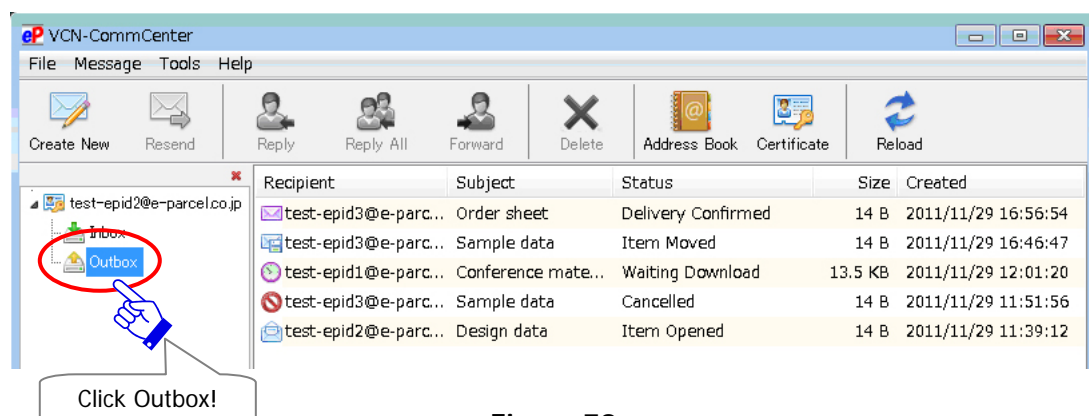 eP VCN-CommCenter
File Message Tools Help
Create New Resend Reply Reply All Forward Delete Address Book Certificate Reload
Recipient Subject Status Size Created
test-epid2@e-parcel.co.jp
Inbox
Outbox
test-epid3@e-parc... Order sheet Delivery Confirmed 14 B 2011/11/29 16:56:54
test-epid3@e-parc... Sample data Item Moved 14 B 2011/11/29 16:46:47
test-epid1@e-parc... Conference mate... Waiting Download 13.5 KB 2011/11/29 12:01:20
test-epid3@e-parc... Sample data Cancelled 14 B 2011/11/29 11:51:56
test-epid2@e-parc... Design data Item Opened 14 B 2011/11/29 11:39:12
Click Outbox!